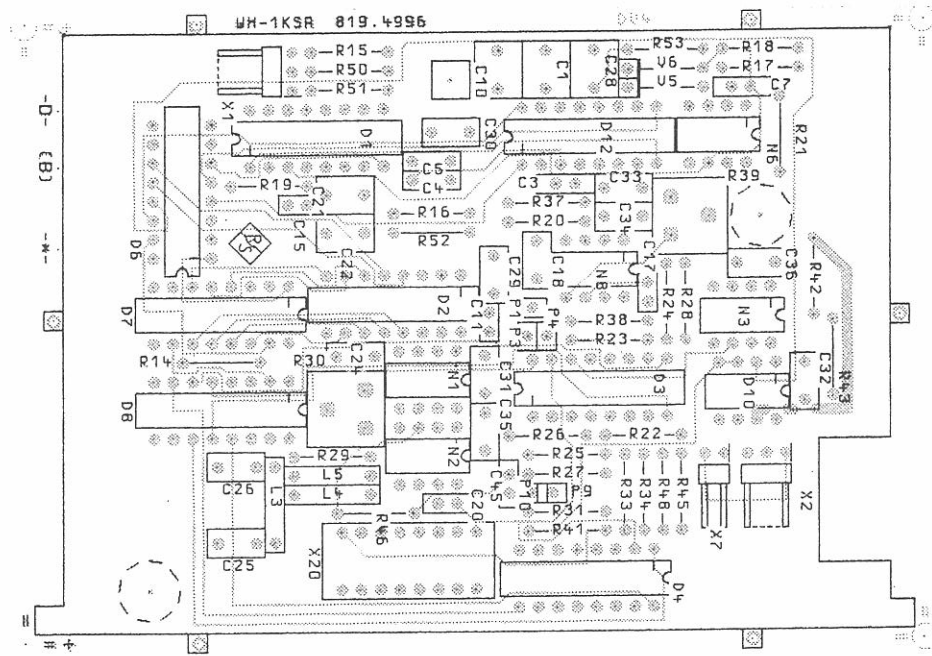 WH-1KSR 819.4996
R15
R50
R51
X1
C10
C1
C28
R53
V6
V5
R18
R17
C7
-D-
(B)
-*-
D1
C30
D12
N6
R21
C5
C4
R19
C21
C15
R16
R52
C3
C33
R37
R20
C34
R39
D6
C22
C29
C18
N8
C17
C36
R42
D7
D2
C11
P1
P4
P3
R38
R23
R24
R28
N3
R14
R30
C24
N1
C31
D3
D10
C32
R43
D8
C35
N2
R26
R22
R29
R25
R27
C26
L3
L5
L4
C45
P10
P9
R33
R34
R48
R45
X7
X2
R46
C20
R31
R41
C25
X20
D4